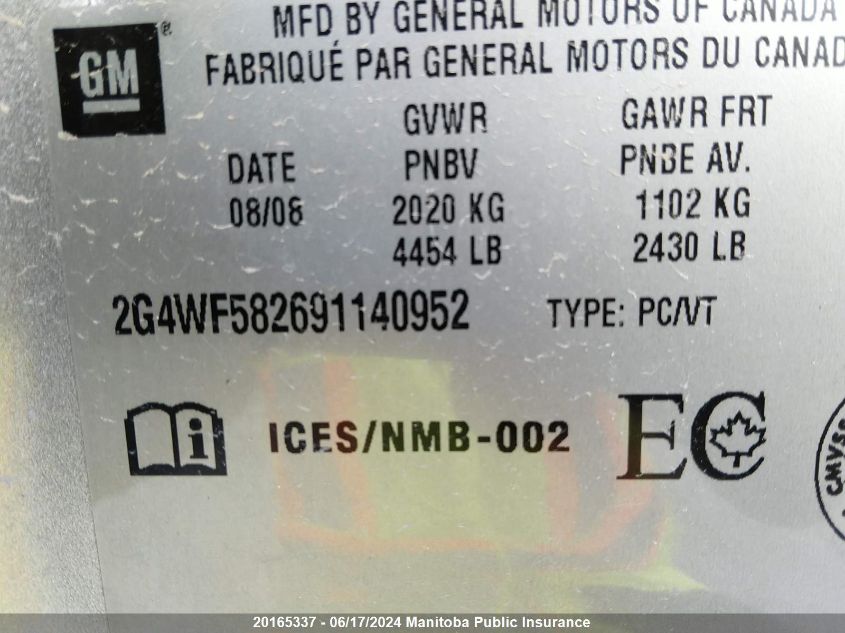 MFD BY GENERAL MOTORS OF CANADA
GM ®
FABRIQUÉ PAR GENERAL MOTORS DU CANAD
GVWR GAWR FRT
DATE PNBV PNBE AV.
08/08 2020 KG 1102 KG
4454 LB 2430 LB
2G4WF582691140952 TYPE: PC/VT
i ICES/NMB-002 EC
CMVSS
20165337 - 06/17/2024 Manitoba Public Insurance